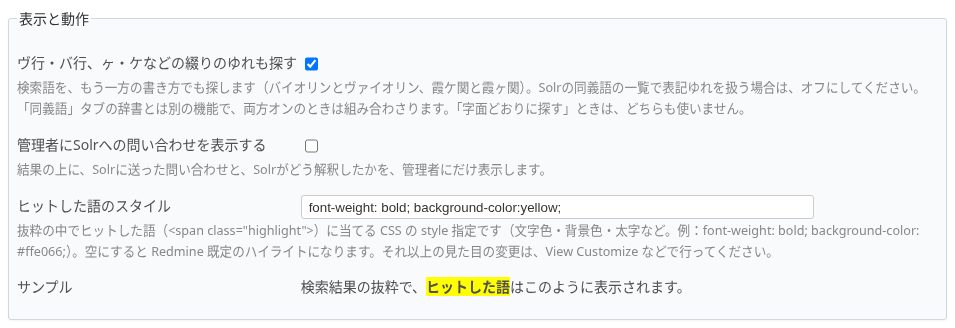 表示と動作
ヴ行・バ行、ヶ・ケなどの綴りのゆれも探す
検索語を、もう一方の書き方でも探します（バイオリンとヴァイオリン、霞ケ関と霞ヶ関）。Solrの同義語の一覧で表記ゆれを扱う場合は、オフにしてください。
「同義語」タブの辞書とは別の機能で、両方オンのときは組み合わさります。「字面どおりに探す」ときは、どちらも使いません。
管理者にSolrへの問い合わせを表示する
結果の上に、Solrに送った問い合わせと、Solrがどう解釈したかを、管理者にだけ表示します。
ヒットした語のスタイル font-weight: bold; background-color:yellow;
抜粋の中でヒットした語（<span class="highlight">）に当てる CSS の style 指定です（文字色・背景色・太字など。例：font-weight: bold; background-color:
#ffe066;）。空にすると Redmine 既定のハイライトになります。それ以上の見た目の変更は、View Customize などで行ってください。
サンプル 検索結果の抜粋で、ヒットした語はこのように表示されます。